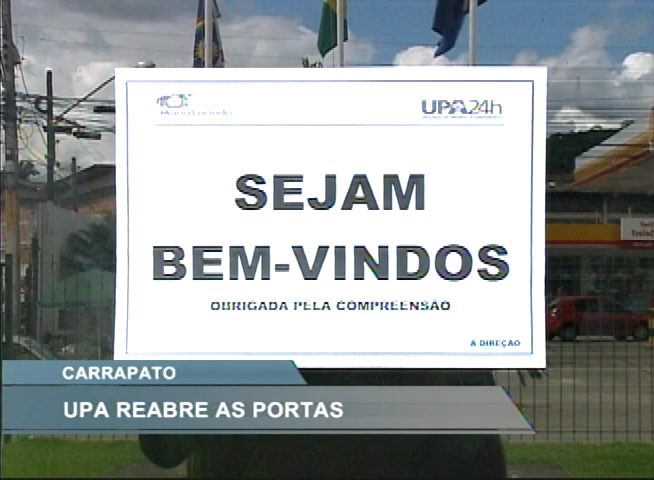 UPA24h
SEJAM
BEM-VINDOS
OBRIGADA PELA COMPREENSÃO
A DIREÇÃO
CARRAPATO
UPA REABRE AS PORTAS